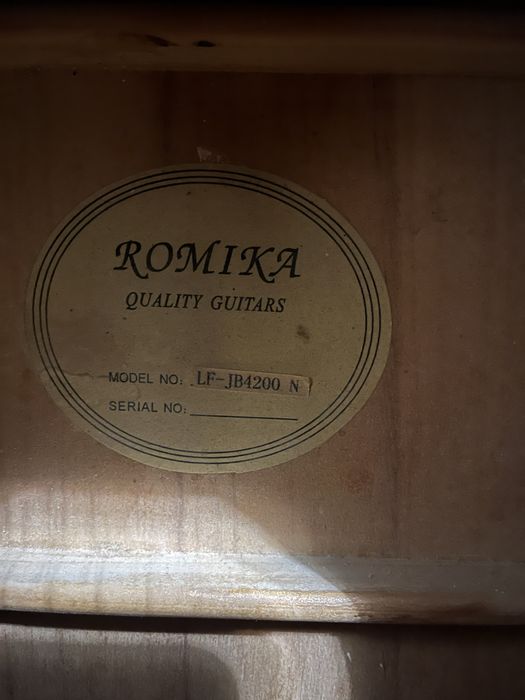 ROMIKA
QUALITY GUITARS
MODEL NO: LF-JB4200 N
SERIAL NO: